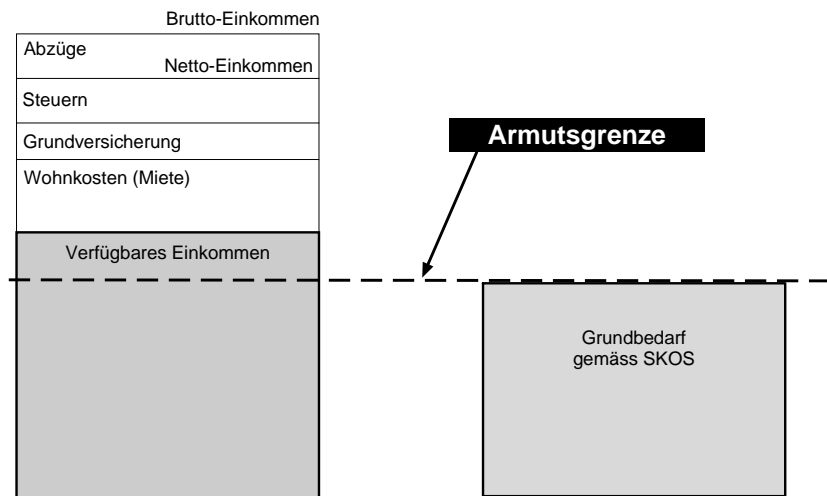 Brutto-Einkommen
Abzüge
Netto-Einkommen
Steuern
Grundversicherung
Wohnkosten (Miete)
Armutsgrenze
Verfügbares Einkommen
Grundbedarf
gemäss SKOS